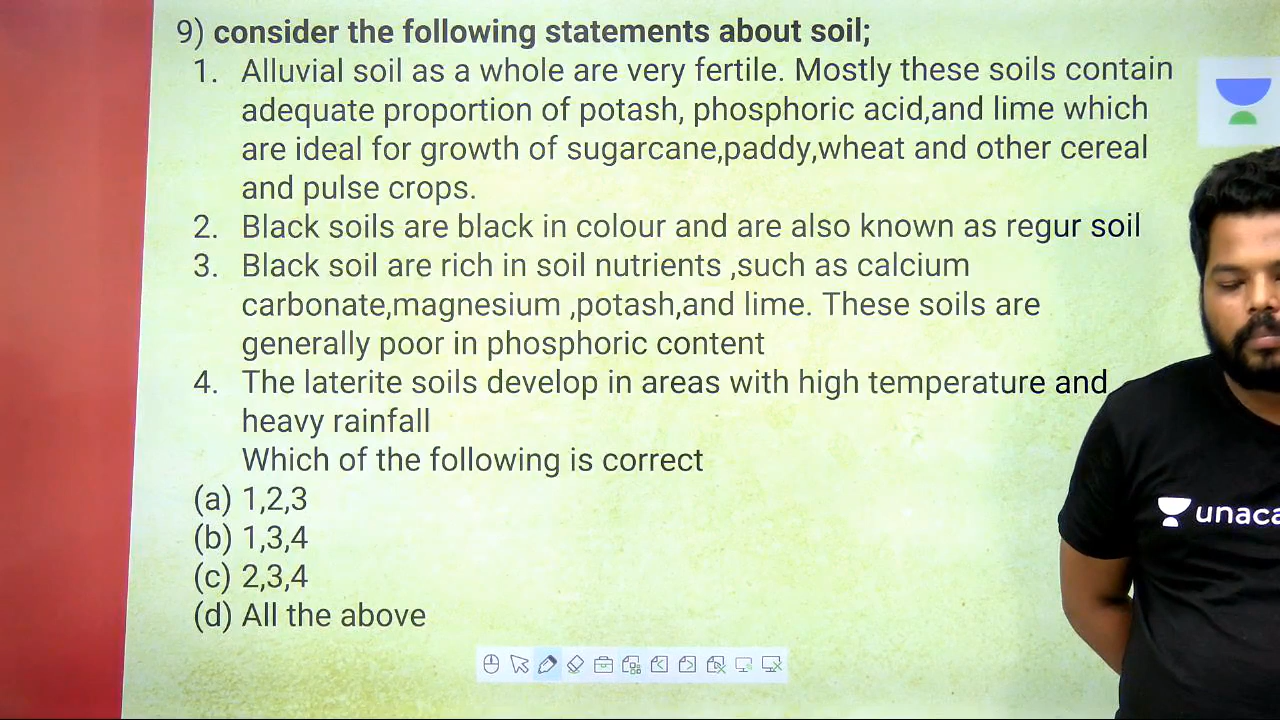 9) consider the following statements about soil;
1. Alluvial soil as a whole are very fertile. Mostly these soils contain
adequate proportion of potash, phosphoric acid,and lime which
are ideal for growth of sugarcane,paddy,wheat and other cereal
and pulse crops.
2. Black soils are black in colour and are also known as regur soil
3. Black soil are rich in soil nutrients ,such as calcium
carbonate,magnesium ,potash,and lime. These soils are
generally poor in phosphoric content
4. The laterite soils develop in areas with high temperature and
heavy rainfall
Which of the following is correct
(a) 1,2,3
(b) 1,3,4
(c) 2,3,4
(d) All the above
unaca